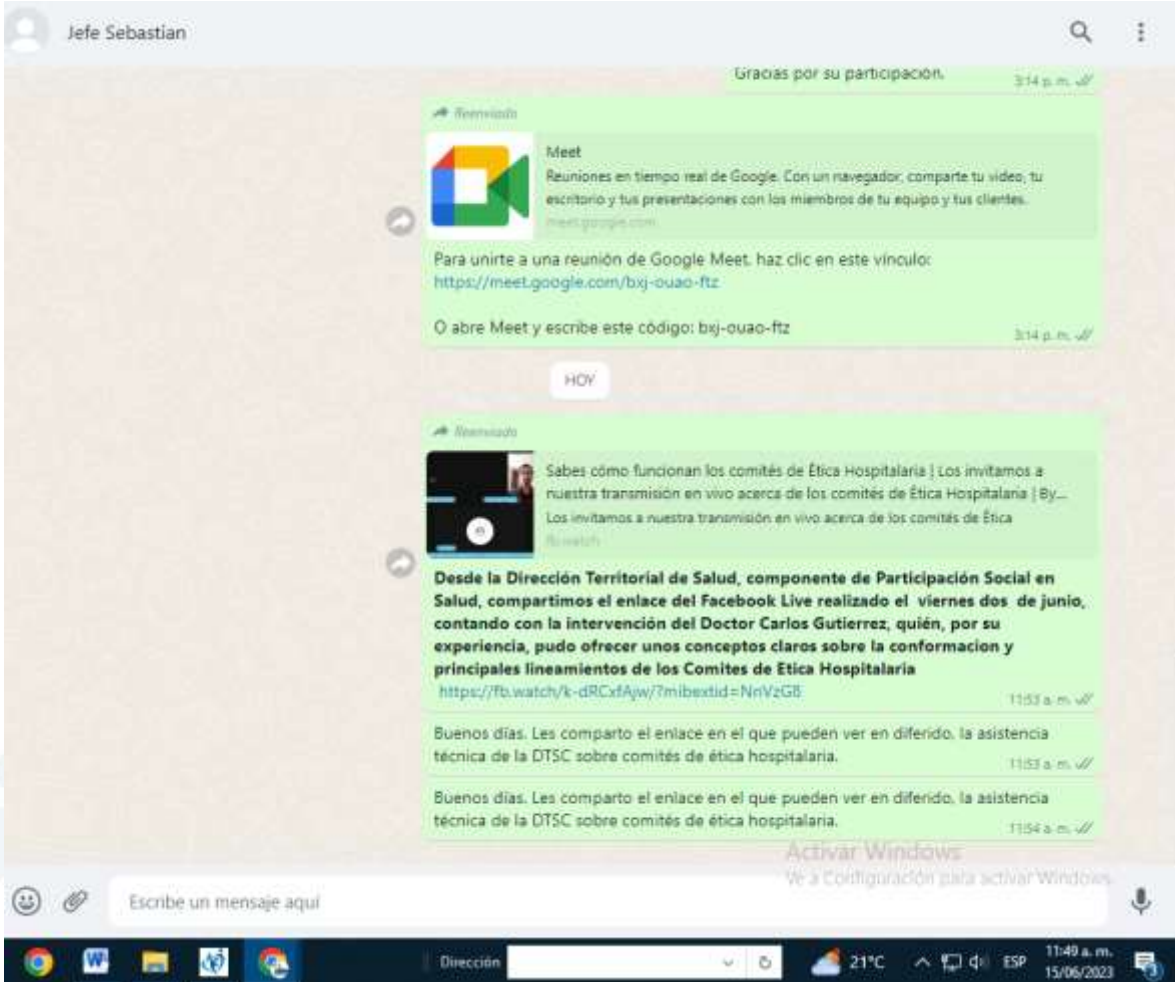 Jefe Sebastian
Gracias por su participación.
3:14 p. m.
Reenviado
Meet
Reuniones en tiempo real de Google. Con un navegador, comparte tu video, tu
escritorio y tus presentaciones con los miembros de tu equipo y tus clientes.
meet.google.com
Para unirte a una reunión de Google Meet, haz clic en este vínculo:
https://meet.google.com/bxj-ouao-ftz
O abre Meet y escribe este código: bxj-ouao-ftz
3:14 p. m.
HOY
Reenviado
Sabes cómo funcionan los comités de Ética Hospitalaria | Los invitamos a
nuestra transmisión en vivo acerca de los comités de Ética Hospitalaria | By...
Los invitamos a nuestra transmisión en vivo acerca de los comités de Ética
fb.watch
Desde la Dirección Territorial de Salud, componente de Participación Social en
Salud, compartimos el enlace del Facebook Live realizado el viernes dos de junio,
contando con la intervención del Doctor Carlos Gutierrez, quién, por su
experiencia, pudo ofrecer unos conceptos claros sobre la conformacion y
principales lineamientos de los Comites de Etica Hospitalaria
https://fb.watch/k-dRCxfAjw/?mibextid=NnVzG8
11:53 a. m.
Buenos días. Les comparto el enlace en el que pueden ver en diferido, la asistencia
técnica de la DTSC sobre comités de ética hospitalaria.
11:53 a. m.
Buenos días. Les comparto el enlace en el que pueden ver en diferido, la asistencia
técnica de la DTSC sobre comités de ética hospitalaria.
11:54 a. m.
Activar Windows
Ve a Configuración para activar Windows.
Escribe un mensaje aquí
Dirección
21°C
ESP
11:49 a. m.
15/06/2023
3